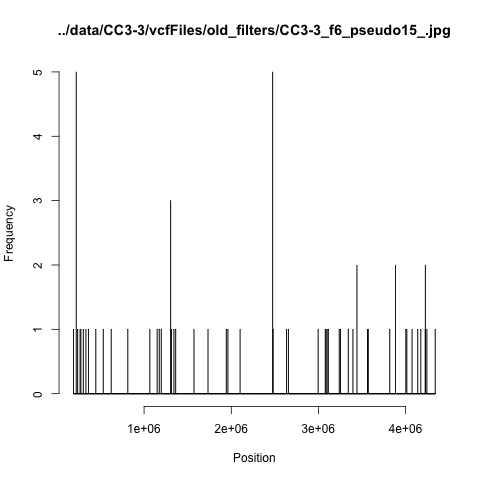 ../data/CC3-3/vcfFiles/old_filters/CC3-3_f6_pseudo15_.jpg
Frequency
5
4
3
2
1
0
1e+06 2e+06 3e+06 4e+06
Position